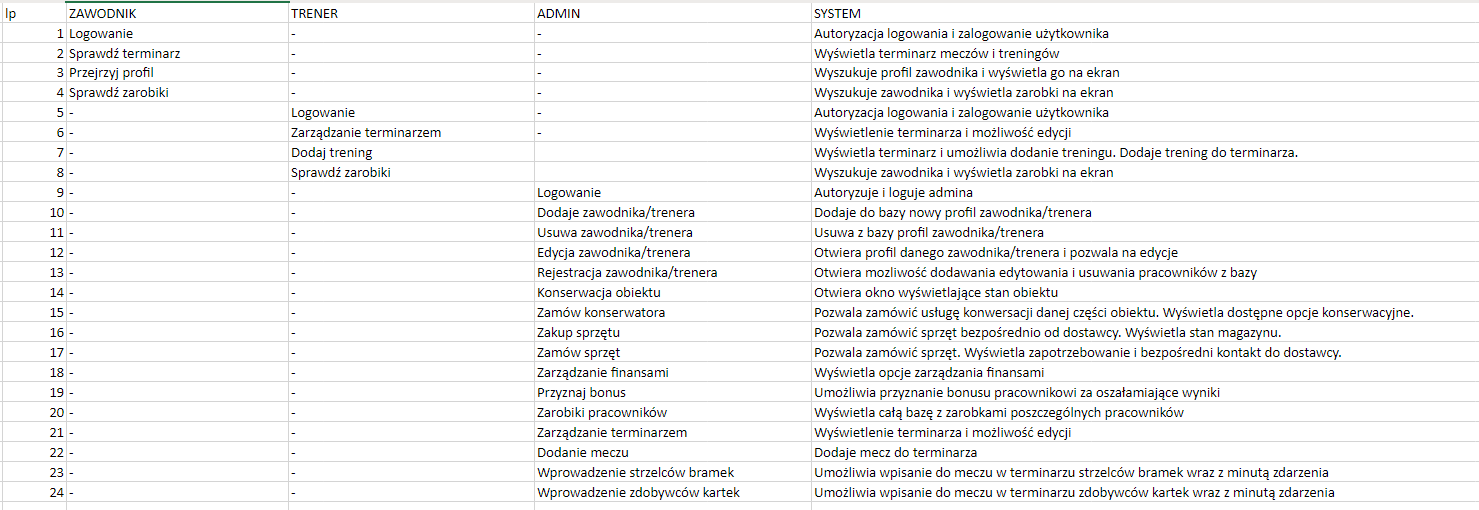 lp ZAWODNIK TRENER ADMIN SYSTEM
1 Logowanie - - Autoryzacja logowania i zalogowanie użytkownika
2 Sprawdź terminarz - - Wyświetla terminarz meczów i treningów
3 Przejrzyj profil - - Wyszukuje profil zawodnika i wyświetla go na ekran
4 Sprawdź zarobiki - - Wyszukuje zawodnika i wyświetla zarobki na ekran
5 - Logowanie - Autoryzacja logowania i zalogowanie użytkownika
6 - Zarządzanie terminarzem - Wyświetlenie terminarza i możliwość edycji
7 - Dodaj trening Wyświetla terminarz i umożliwia dodanie treningu. Dodaje trening do terminarza.
8 - Sprawdź zarobiki Wyszukuje zawodnika i wyświetla zarobki na ekran
9 - - Logowanie Autoryzuje i loguje admina
10 - - Dodaje zawodnika/trenera Dodaje do bazy nowy profil zawodnika/trenera
11 - - Usuwa zawodnika/trenera Usuwa z bazy profil zawodnika/trenera
12 - - Edycja zawodnika/trenera Otwiera profil danego zawodnika/trenera i pozwala na edycje
13 - - Rejestracja zawodnika/trenera Otwiera mozliwość dodawania edytowania i usuwania pracowników z bazy
14 - - Konserwacja obiektu Otwiera okno wyświetlające stan obiektu
15 - - Zamów konserwatora Pozwala zamówić usługę konwersacji danej części obiektu. Wyświetla dostępne opcje konserwacyjne.
16 - - Zakup sprzętu Pozwala zamówić sprzęt bezpośrednio od dostawcy. Wyświetla stan magazynu.
17 - - Zamów sprzęt Pozwala zamówić sprzęt. Wyświetla zapotrzebowanie i bezpośredni kontakt do dostawcy.
18 - - Zarządzanie finansami Wyświetla opcje zarządzania finansami
19 - - Przyznaj bonus Umożliwia przyznanie bonusu pracownikowi za oszałamiające wyniki
20 - - Zarobiki pracowników Wyświetla całą bazę z zarobkami poszczególnych pracowników
21 - - Zarządzanie terminarzem Wyświetlenie terminarza i możliwość edycji
22 - - Dodanie meczu Dodaje mecz do terminarza
23 - - Wprowadzenie strzelców bramek Umożliwia wpisanie do meczu w terminarzu strzelców bramek wraz z minutą zdarzenia
24 - - Wprowadzenie zdobywców kartek Umożliwia wpisanie do meczu w terminarzu zdobywców kartek wraz z minutą zdarzenia